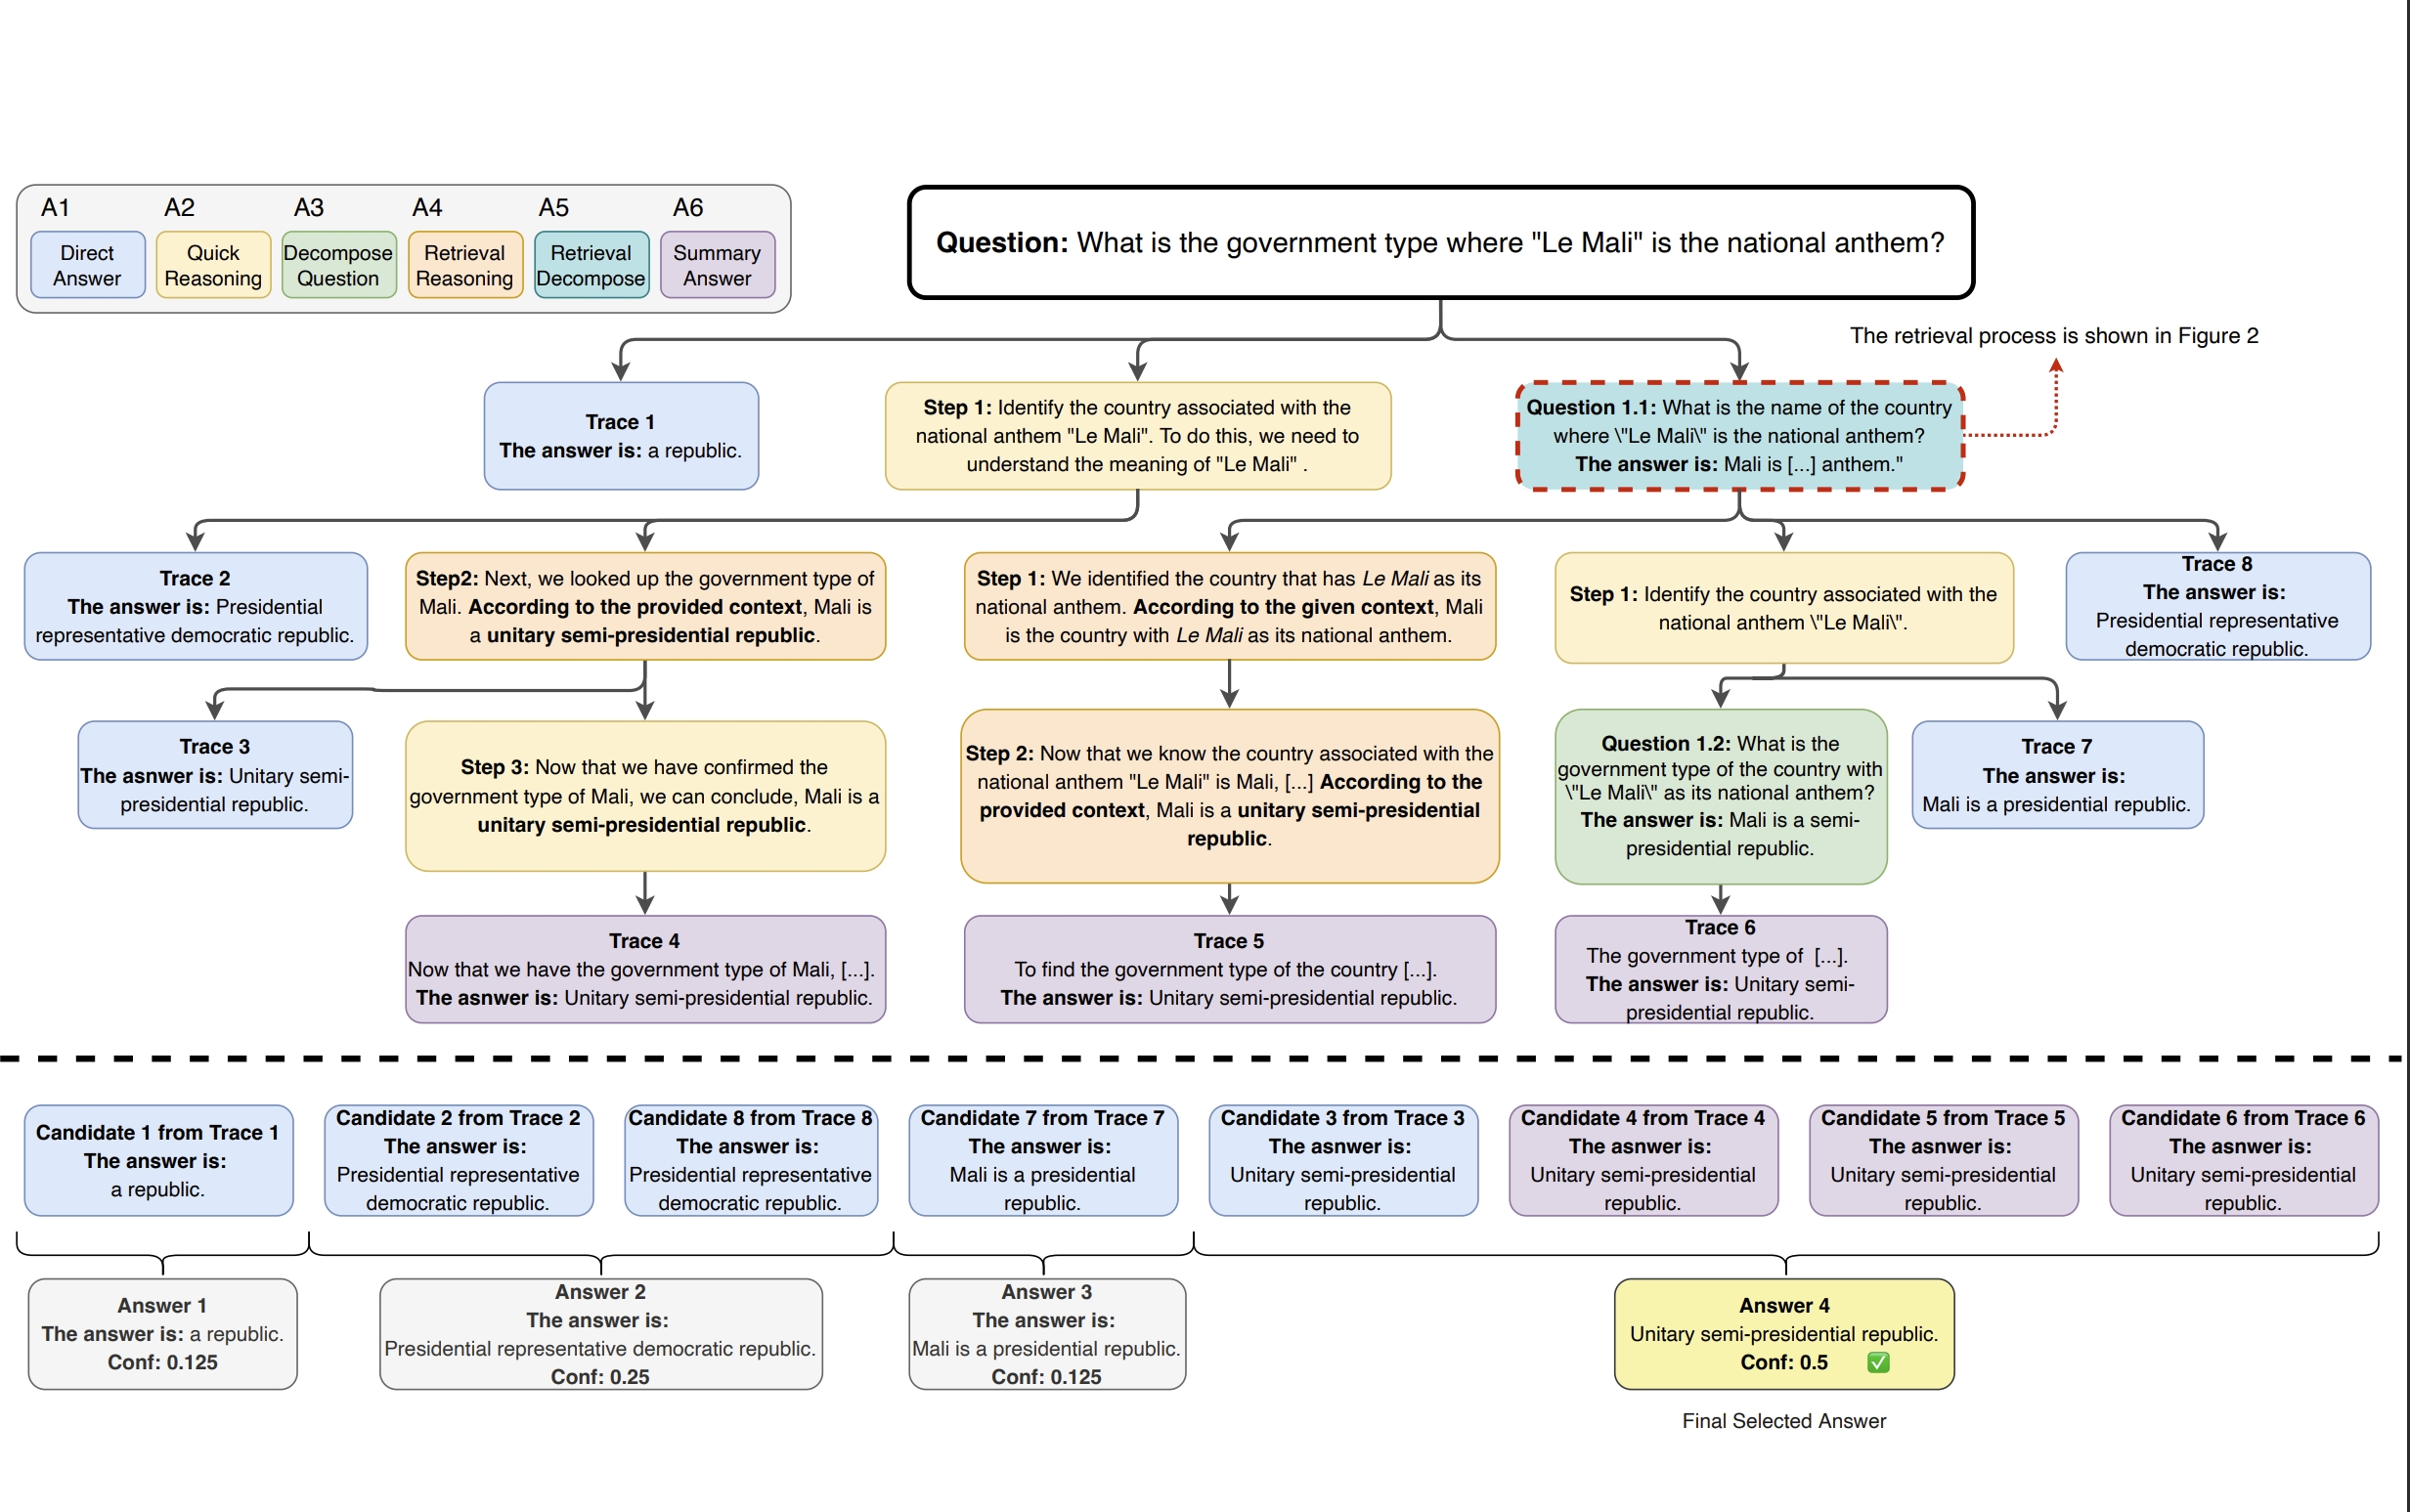 A1 A2 A3 A4 A5 A6
Direct
Answer
Quick
Reasoning
Decompose
Question
Retrieval
Reasoning
Retrieval
Decompose
Summary
Answer
Question: What is the government type where "Le Mali" is the national anthem?
The retrieval process is shown in Figure 2
Trace 1
The answer is: a republic.
Step 1: Identify the country associated with the
national anthem "Le Mali". To do this, we need to
understand the meaning of "Le Mali" .
Question 1.1: What is the name of the country
where \"Le Mali\" is the national anthem?
The answer is: Mali is [...] anthem."
Trace 2
The answer is: Presidential
representative democratic republic.
Step2: Next, we looked up the government type of
Mali. According to the provided context, Mali is
a unitary semi-presidential republic.
Step 1: We identified the country that has Le Mali as its
national anthem. According to the given context, Mali
is the country with Le Mali as its national anthem.
Step 1: Identify the country associated with the
national anthem \"Le Mali\".
Trace 8
The answer is:
Presidential representative
democratic republic.
Trace 3
The asnwer is: Unitary semi-
presidential republic.
Step 3: Now that we have confirmed the
government type of Mali, we can conclude, Mali is a
unitary semi-presidential republic.
Step 2: Now that we know the country associated with the
national anthem "Le Mali" is Mali, [...] According to the
provided context, Mali is a unitary semi-presidential
republic.
Question 1.2: What is the
government type of the country with
\"Le Mali\" as its national anthem?
The answer is: Mali is a semi-
presidential republic.
Trace 7
The answer is:
Mali is a presidential republic.
Trace 4
Now that we have the government type of Mali, [...].
The asnwer is: Unitary semi-presidential republic.
Trace 5
To find the government type of the country [...].
The answer is: Unitary semi-presidential republic.
Trace 6
The government type of [...].
The answer is: Unitary semi-
presidential republic.
Candidate 1 from Trace 1
The answer is:
a republic.
Candidate 2 from Trace 2
The answer is:
Presidential representative
democratic republic.
Candidate 8 from Trace 8
The answer is:
Presidential representative
democratic republic.
Candidate 7 from Trace 7
The answer is:
Mali is a presidential
republic.
Candidate 3 from Trace 3
The asnwer is:
Unitary semi-presidential
republic.
Candidate 4 from Trace 4
The asnwer is:
Unitary semi-presidential
republic.
Candidate 5 from Trace 5
The asnwer is:
Unitary semi-presidential
republic.
Candidate 6 from Trace 6
The asnwer is:
Unitary semi-presidential
republic.
Answer 1
The answer is: a republic.
Conf: 0.125
Answer 2
The answer is:
Presidential representative democratic republic.
Conf: 0.25
Answer 3
The answer is:
Mali is a presidential republic.
Conf: 0.125
Answer 4
Unitary semi-presidential republic.
Conf: 0.5
Final Selected Answer